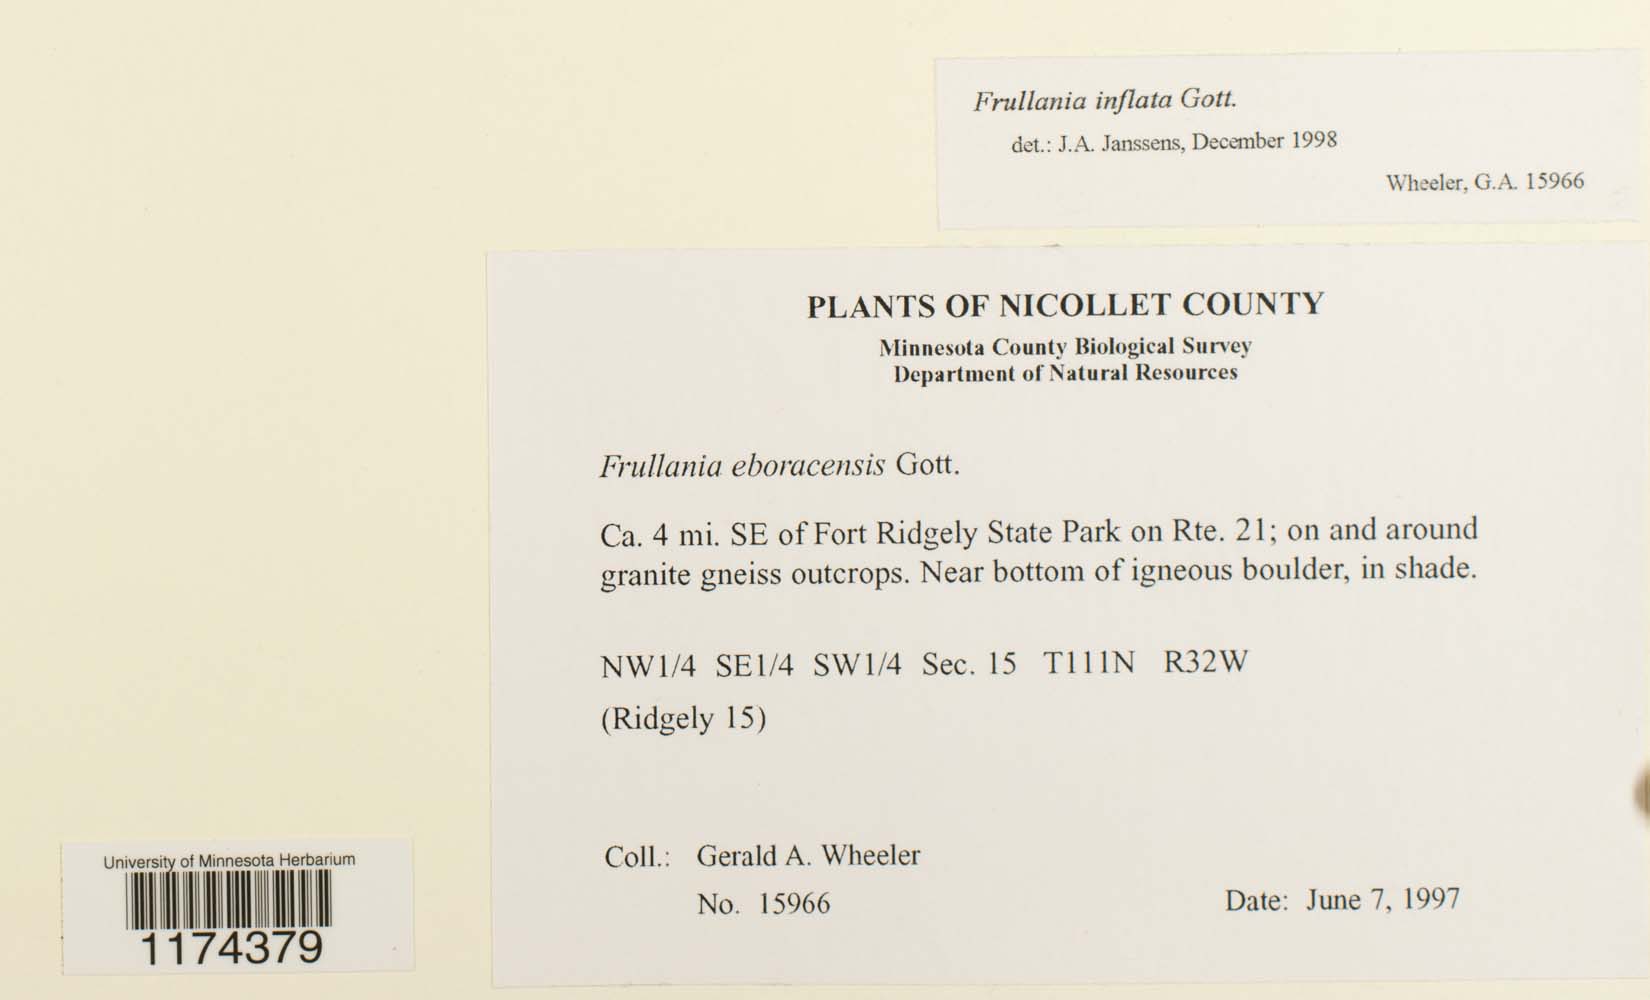 Frullania inflata Gott.
det.: J.A. Janssens, December 1998
Wheeler, G.A. 15966
PLANTS OF NICOLLET COUNTY
Minnesota County Biological Survey
Department of Natural Resources
Frullania eboracensis Gott.
Ca. 4 mi. SE of Fort Ridgely State Park on Rte. 21; on and around
granite gneiss outcrops. Near bottom of igneous boulder, in shade.
NW1/4 SE1/4 SW1/4 Sec. 15 T111N R32W
(Ridgely 15)
Coll.: Gerald A. Wheeler
No. 15966
Date: June 7, 1997
University of Minnesota Herbarium
1174379